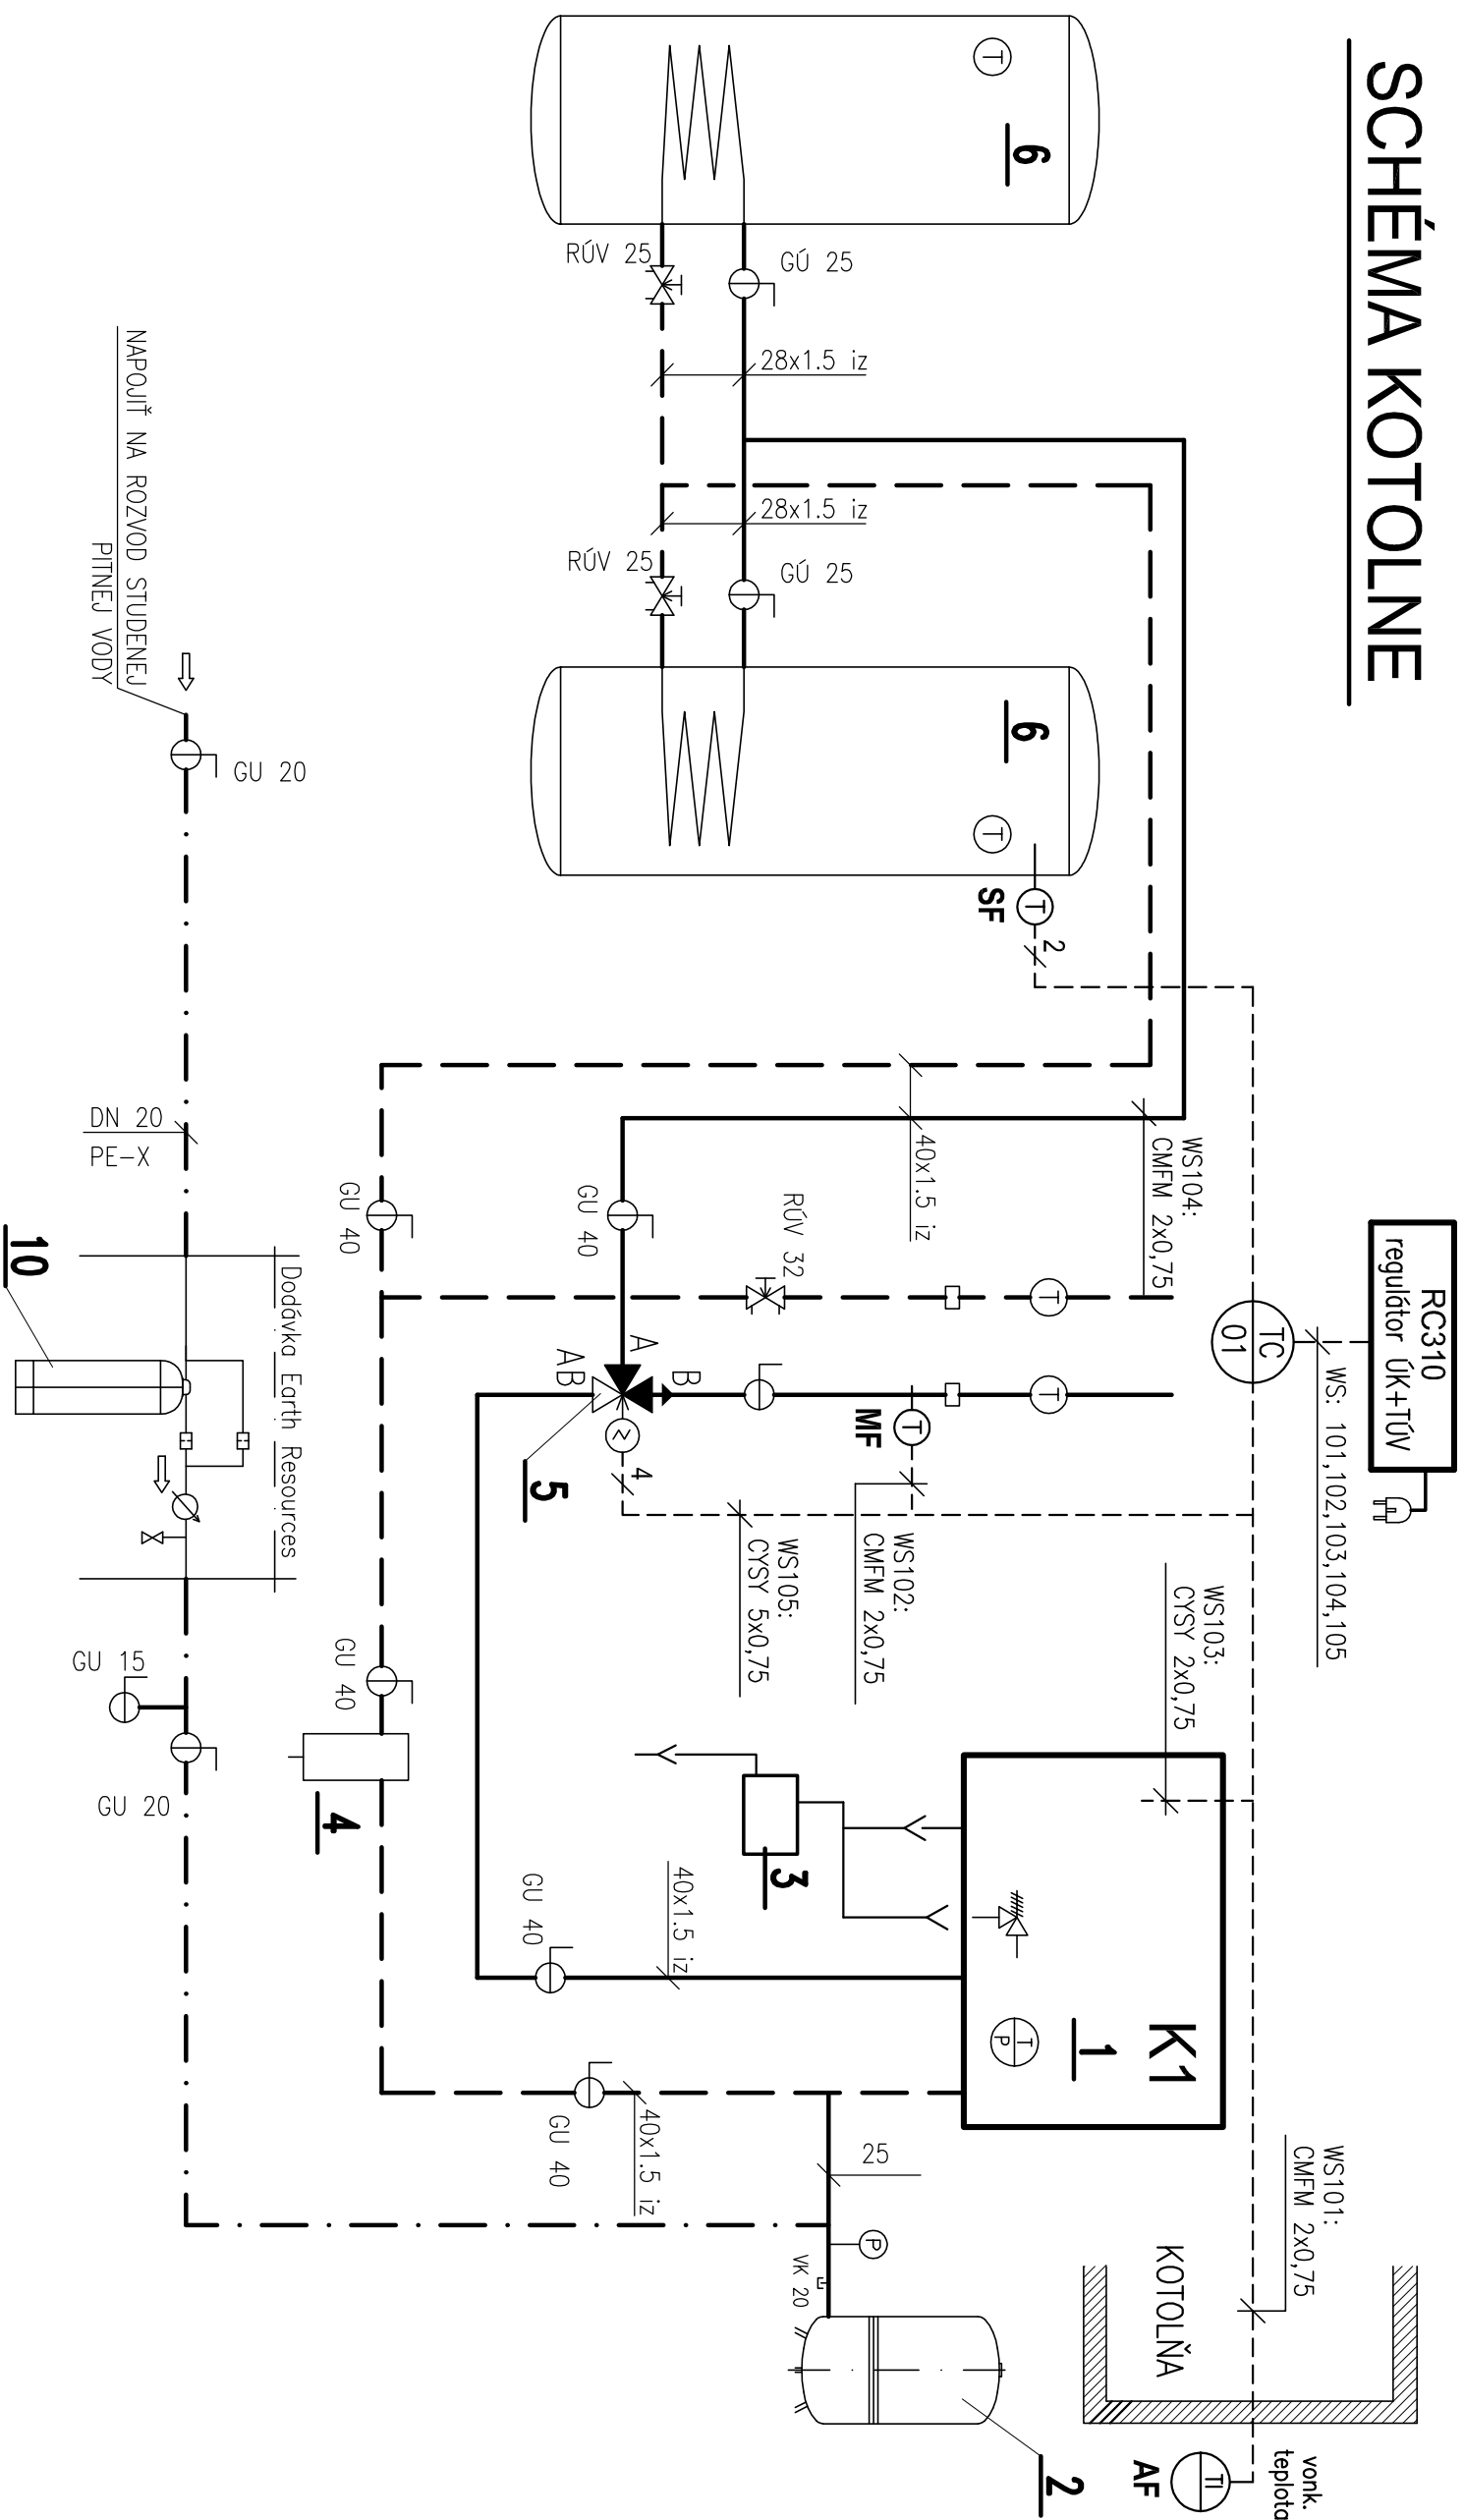 SCHÉMA KOTOLNE
RC310
regulátor ÚK+TÚV
WS: 101,102,103,104,105
TC
01
WS104:
CMFM 2x0,75
WS103:
CYSY 2x0,75
WS101:
CMFM 2x0,75
vonk.
teplota
TI
AF
KOTOLŇA
6
T
6
T
T
SF
2
RÚV 25
GÚ 25
28x1.5 iz
28x1.5 iz
RÚV 25
GÚ 25
40x1.5 iz
T
T
RÚV 32
T
MF
WS102:
CMFM 2x0,75
WS105:
CYSY 5x0,75
GU 40
GU 40
A
B
AB
4
5
K1
1
T
P
3
40x1.5 iz
GU 40
GU 40
4
GU 40
40x1.5 iz
25
P
VK 20
2
NAPOJIŤ NA ROZVOD STUDENEJ
PITNEJ VODY
GU 20
DN 20
PE-X
Dodávka Earth Resources
10
GU 15
GU 20